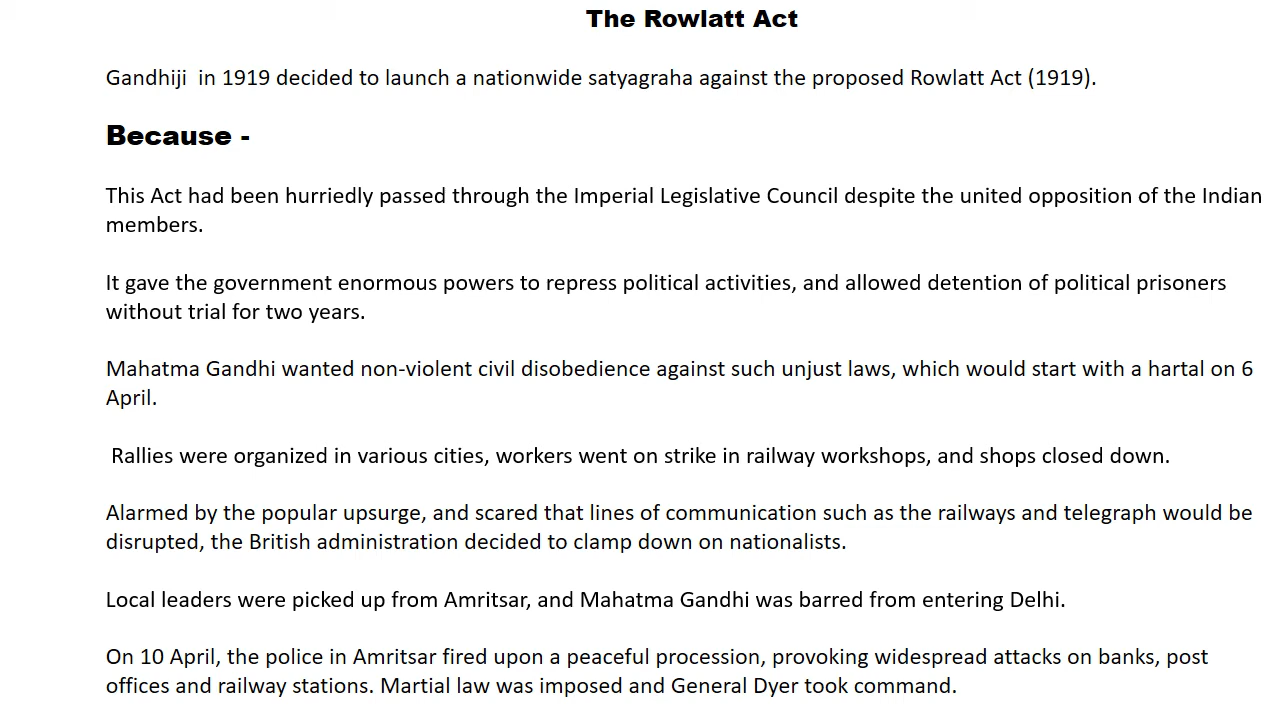 The Rowlatt Act
Gandhiji  in 1919 decided to launch a nationwide satyagraha against the proposed Rowlatt Act (1919).
Because -
This Act had been hurriedly passed through the Imperial Legislative Council despite the united opposition of the Indian
members.
It gave the government enormous powers to repress political activities, and allowed detention of political prisoners
without trial for two years.
Mahatma Gandhi wanted non-violent civil disobedience against such unjust laws, which would start with a hartal on 6
April.
Rallies were organized in various cities, workers went on strike in railway workshops, and shops closed down.
Alarmed by the popular upsurge, and scared that lines of communication such as the railways and telegraph would be
disrupted, the British administration decided to clamp down on nationalists.
Local leaders were picked up from Amritsar, and Mahatma Gandhi was barred from entering Delhi.
On 10 April, the police in Amritsar fired upon a peaceful procession, provoking widespread attacks on banks, post
offices and railway stations. Martial law was imposed and General Dyer took command.